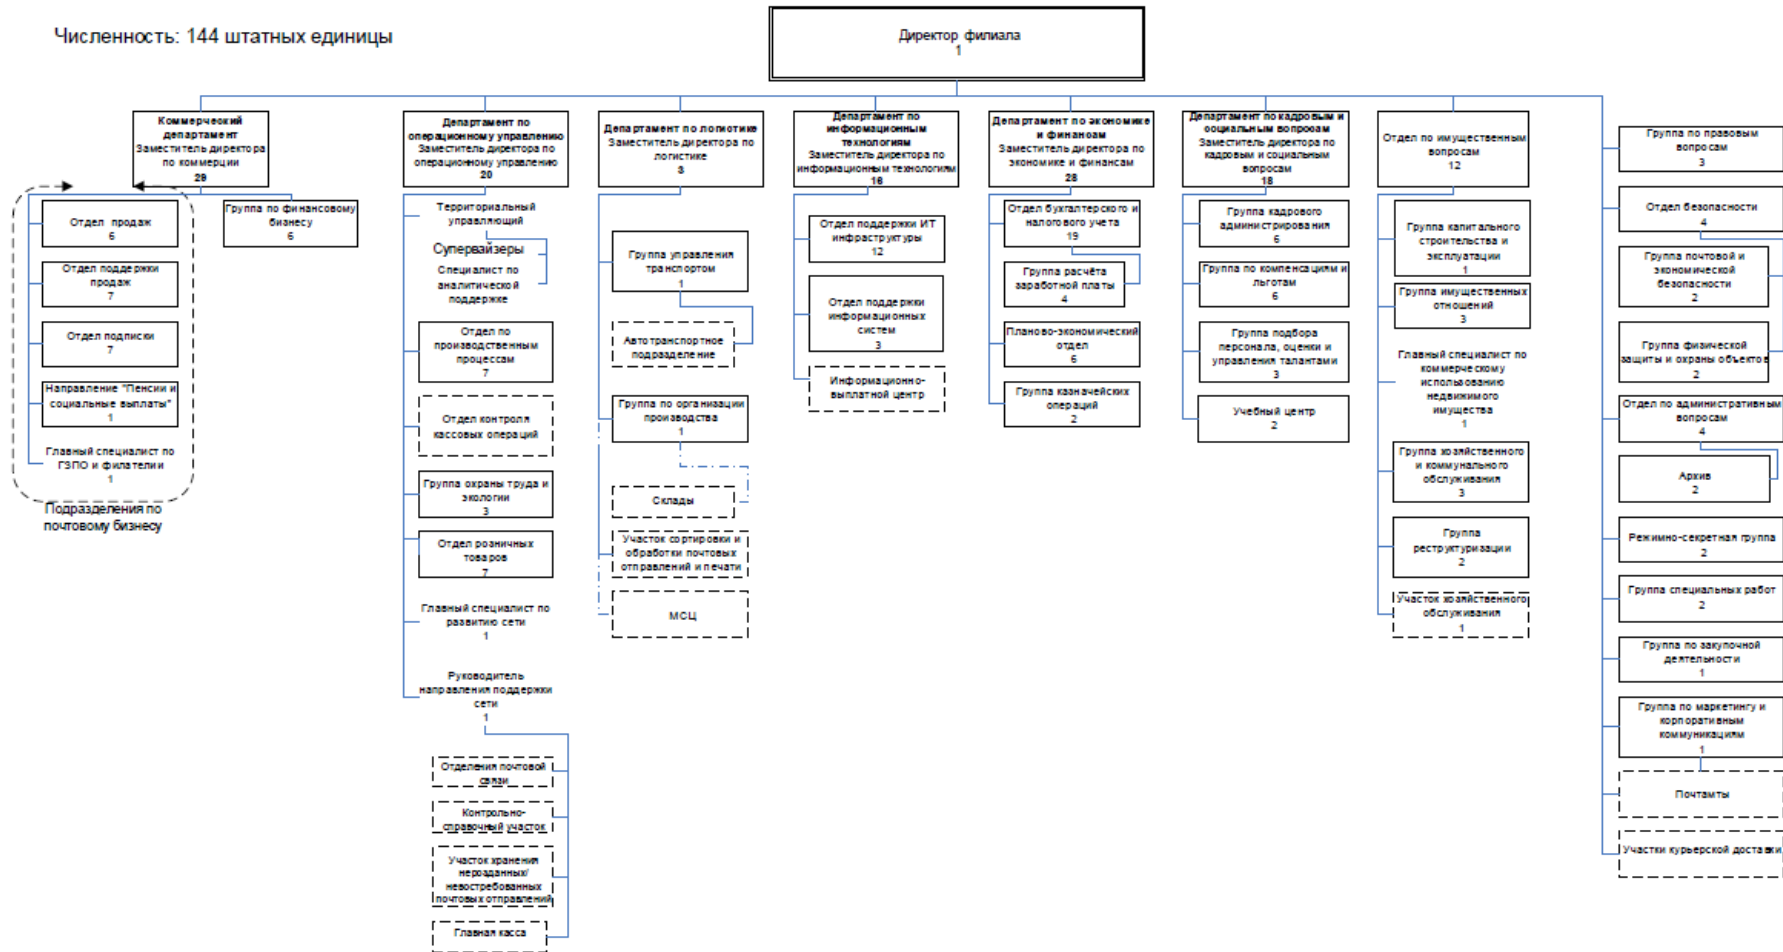 Численность: 144 штатных единицы
Директор филиала
1
Коммерческий
департамент
Заместитель директора
по коммерции
29
Отдел продаж
6
Отдел поддержки
продаж
7
Отдел подписки
7
Направление "Пенсии и
социальные выплаты"
1
Главный специалист по
ГЗПО и филателии
1
Подразделения по
почтовому бизнесу
Группа по финансовому
бизнесу
6
Департамент по
операционному управлению
Заместитель директора по
операционному управлению
20
Территориальный
управляющий
Супервайзеры
Специалист по
аналитической
поддержке
Отдел по
производственным
процессам
7
Отдел контроля
кассовых операций
Группа охраны труда и
экологии
3
Отдел розничных
товаров
7
Главный специалист по
развитию сети
1
Руководитель
направления поддержки
сети
1
Отделения почтовой
связи
Контрольно-
справочный участок
Участок хранения
нерозданных/
невостребованных
почтовых отправлений
Главная касса
Департамент по логистике
Заместитель директора по
логистике
3
Группа управления
транспортом
1
Автотранспортное
подразделение
Группа по организации
производства
1
Склады
Участок сортировки и
обработки почтовых
отправлений и печати
МСЦ
Департамент по
информационным
технологиям
Заместитель директора по
информационным технологиям
16
Отдел поддержки ИТ
инфраструктуры
12
Отдел поддержки
информационных
систем
3
Информационно-
выплатной центр
Департамент по экономике
и финансам
Заместитель директора по
экономике и финансам
28
Отдел бухгалтерского и
налогового учета
19
Группа расчёта
заработной платы
4
Планово-экономический
отдел
6
Группа казначейских
операций
2
Департамент по кадровым и
социальным вопросам
Заместитель директора по
кадровым и социальным
вопросам
18
Группа кадрового
администрирования
6
Группа по компенсациям и
льготам
6
Группа подбора
персонала, оценки и
управления талантами
3
Учебный центр
2
Отдел по имущественным
вопросам
12
Группа капитального
строительства и
эксплуатации
1
Группа имущественных
отношений
3
Главный специалист по
коммерческому
использованию
недвижимого
имущества
1
Группа хозяйственного
и коммунального
обслуживания
3
Группа
реструктуризации
2
Участок хозяйственного
обслуживания
1
Группа по правовым
вопросам
3
Отдел безопасности
4
Группа почтовой и
экономической
безопасности
2
Группа физической
защиты и охраны объектов
2
Отдел по административным
вопросам
4
Архив
2
Режимно-секретная группа
2
Группа специальных работ
2
Группа по закупочной
деятельности
1
Группа по маркетингу и
корпоративным
коммуникациям
1
Почтамты
Участки курьерской доставки